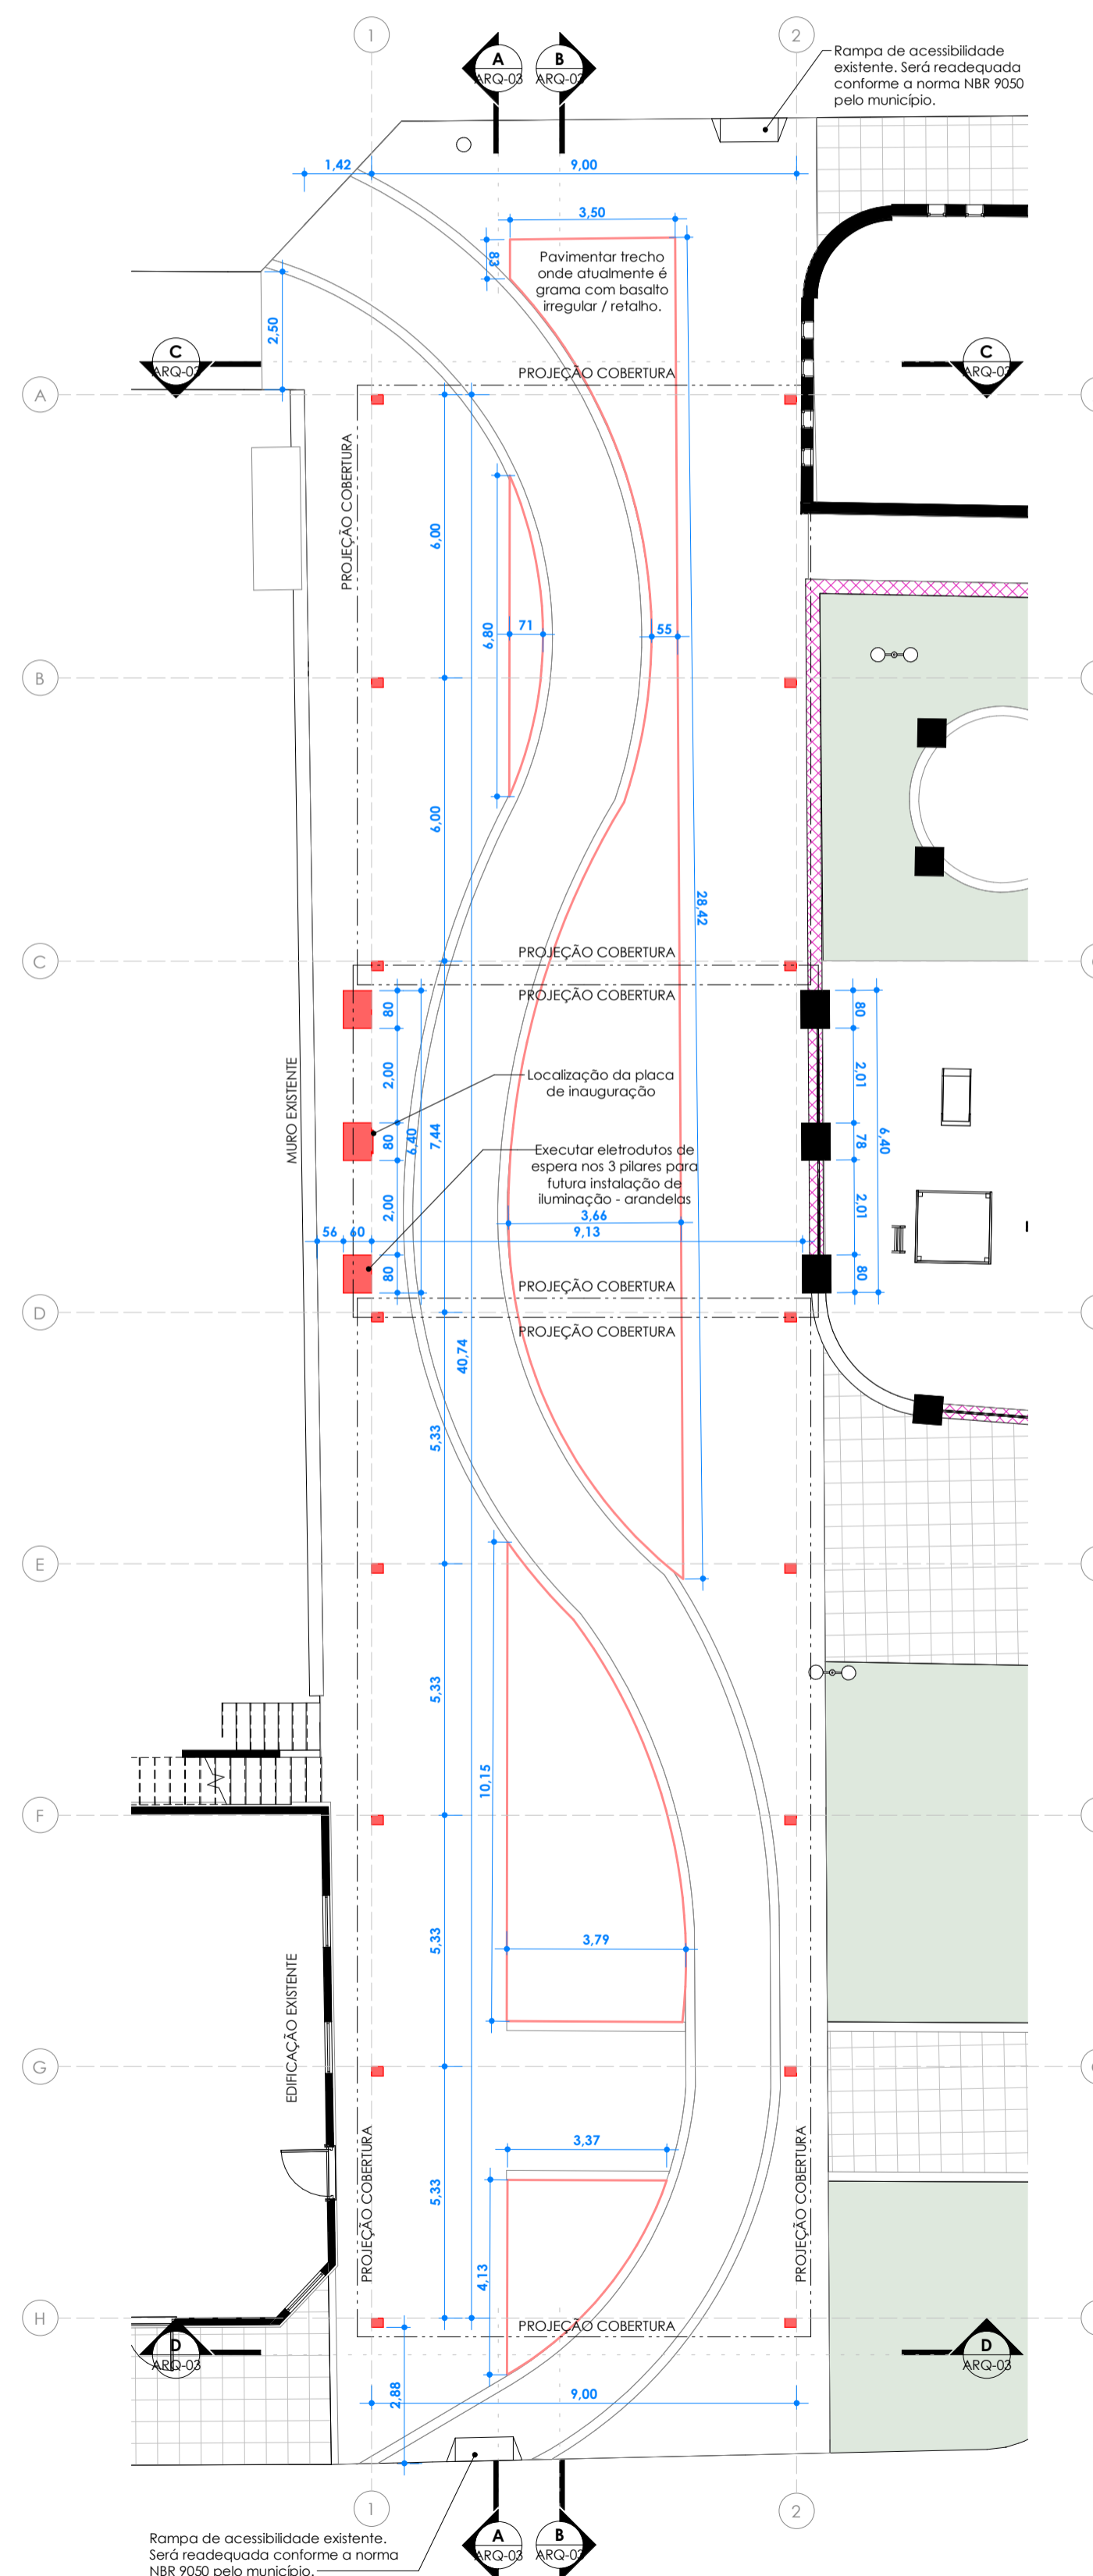 1
2
A
ARQ-03
B
ARQ-03
Rampa de acessibilidade
existente. Será readequada
conforme a norma NBR 9050
pelo município.
1,42
9,00
3,50
83
Pavimentar trecho
onde atualmente é
grama com basalto
irregular / retalho.
2,50
C
ARQ-03
C
ARQ-03
PROJEÇÃO COBERTURA
A
PROJEÇÃO COBERTURA
6,00
6,80
71
55
B
6,00
28,42
PROJEÇÃO COBERTURA
C
PROJEÇÃO COBERTURA
80
80
Localização da placa
de inauguração
2,00
2,01
MURO EXISTENTE
80
6,40
7,44
78
6,40
Executar eletrodutos de
espera nos 3 pilares para
futura instalação de
iluminação - arandelas
2,00
2,01
3,66
56
60
9,13
80
80
PROJEÇÃO COBERTURA
D
PROJEÇÃO COBERTURA
40,74
5,33
E
5,33
10,15
F
5,33
3,79
EDIFICAÇÃO EXISTENTE
G
3,37
PROJEÇÃO COBERTURA
PROJEÇÃO COBERTURA
5,33
4,13
H
PROJEÇÃO COBERTURA
D
ARQ-03
D
ARQ-03
2,88
9,00
1
2
A
ARQ-03
B
ARQ-03
Rampa de acessibilidade existente.
Será readequada conforme a norma
NBR 9050 pelo município.